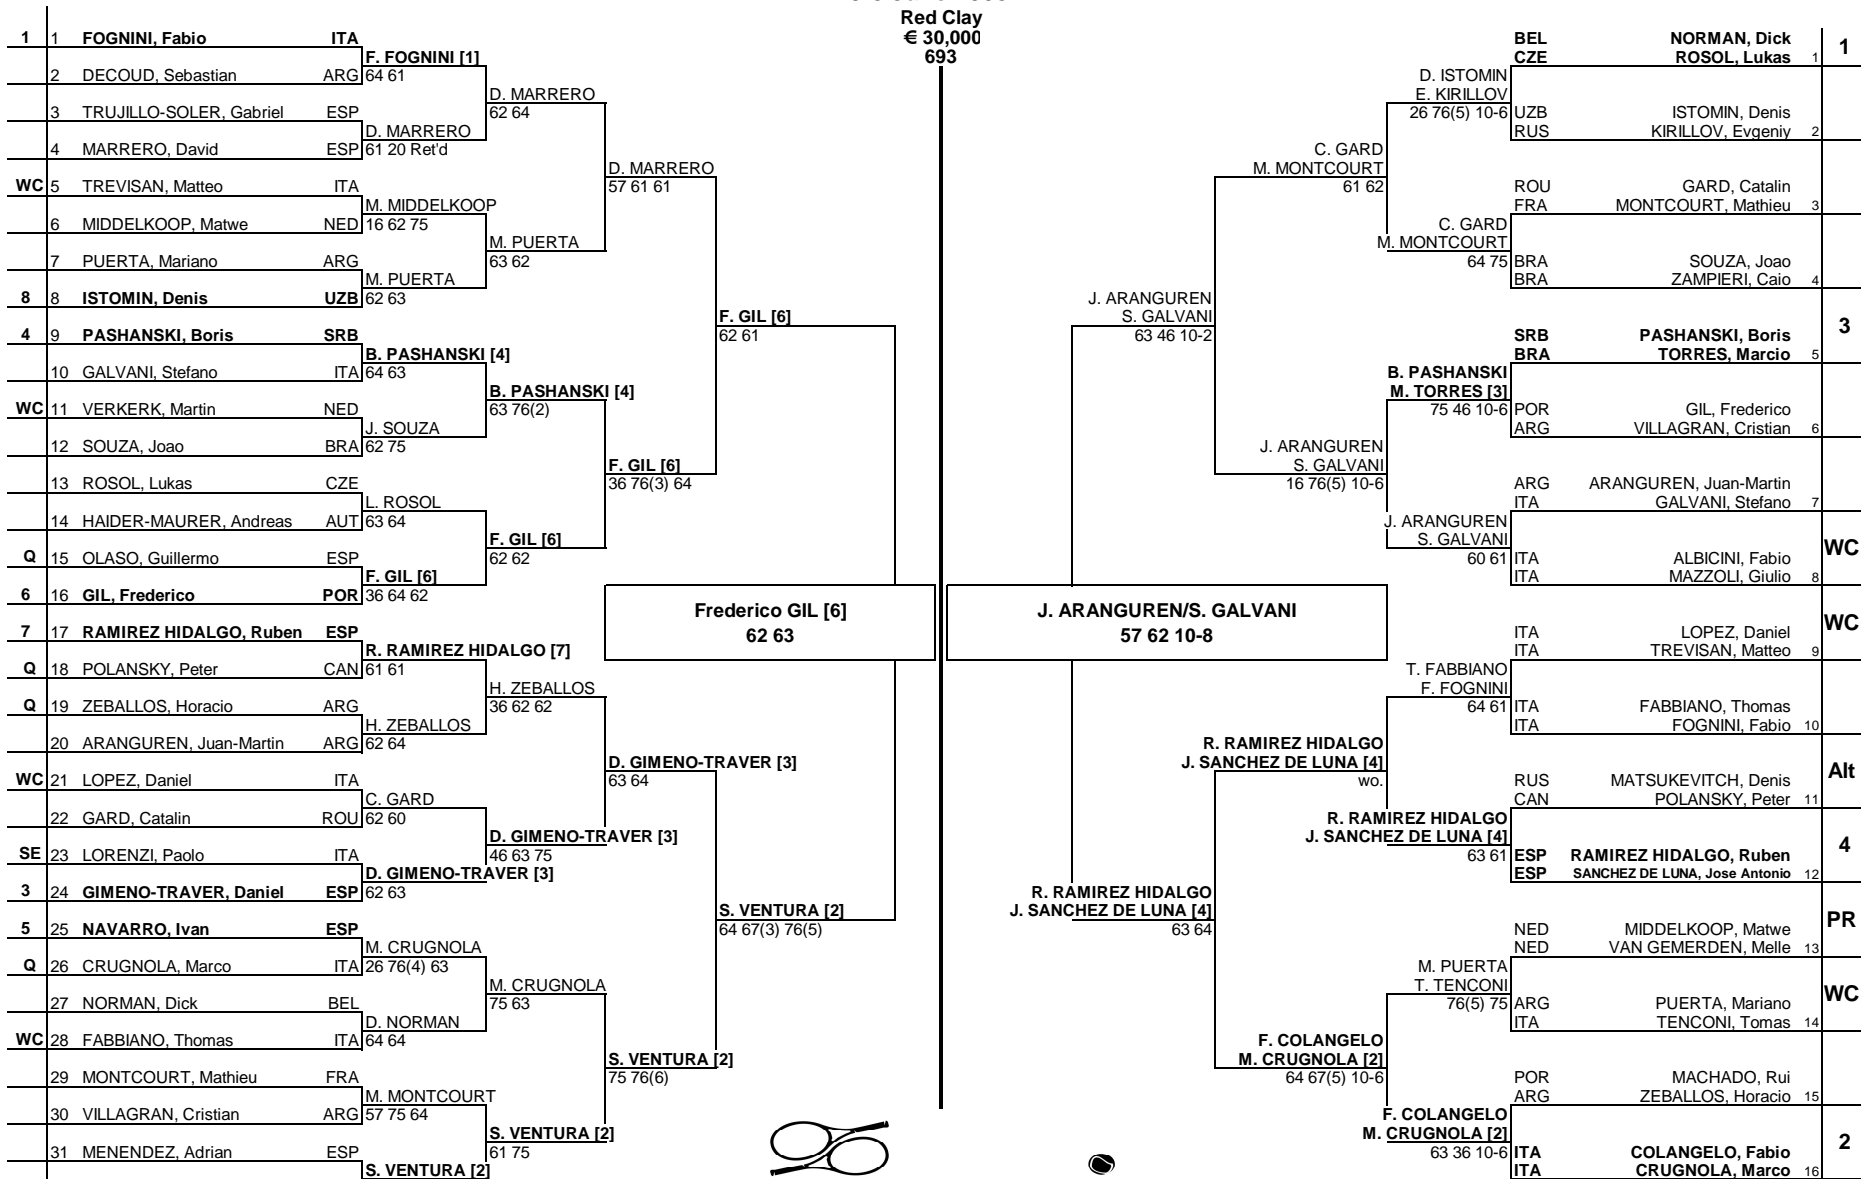 Red Clay
€ 30,000
693
1 1 FOGNINI, Fabio ITA
F. FOGNINI [1]
2 DECOUD, Sebastian ARG 64 61
D. MARRERO
3 TRUJILLO-SOLER, Gabriel ESP 62 64
D. MARRERO
4 MARRERO, David ESP 61 20 Ret'd
D. MARRERO
WC 5 TREVISAN, Matteo ITA 57 61 61
M. MIDDELKOOP
6 MIDDELKOOP, Matwe NED 16 62 75
M. PUERTA
7 PUERTA, Mariano ARG 63 62
M. PUERTA
8 8 ISTOMIN, Denis UZB 62 63
F. GIL [6]
4 9 PASHANSKI, Boris SRB 62 61
B. PASHANSKI [4]
10 GALVANI, Stefano ITA 64 63
B. PASHANSKI [4]
WC 11 VERKERK, Martin NED 63 76(2)
J. SOUZA
12 SOUZA, Joao BRA 62 75
F. GIL [6]
13 ROSOL, Lukas CZE 36 76(3) 64
L. ROSOL
14 HAIDER-MAURER, Andreas AUT 63 64
F. GIL [6]
Q 15 OLASO, Guillermo ESP 62 62
F. GIL [6]
6 16 GIL, Frederico POR 36 64 62
Frederico GIL [6]
62 63
7 17 RAMIREZ HIDALGO, Ruben ESP
R. RAMIREZ HIDALGO [7]
Q 18 POLANSKY, Peter CAN 61 61
H. ZEBALLOS
Q 19 ZEBALLOS, Horacio ARG 36 62 62
H. ZEBALLOS
20 ARANGUREN, Juan-Martin ARG 62 64
D. GIMENO-TRAVER [3]
WC 21 LOPEZ, Daniel ITA 63 64
C. GARD
22 GARD, Catalin ROU 62 60
D. GIMENO-TRAVER [3]
SE 23 LORENZI, Paolo ITA 46 63 75
D. GIMENO-TRAVER [3]
3 24 GIMENO-TRAVER, Daniel ESP 62 63
S. VENTURA [2]
5 25 NAVARRO, Ivan ESP 64 67(3) 76(5)
M. CRUGNOLA
Q 26 CRUGNOLA, Marco ITA 26 76(4) 63
M. CRUGNOLA
27 NORMAN, Dick BEL 75 63
D. NORMAN
WC 28 FABBIANO, Thomas ITA 64 64
S. VENTURA [2]
29 MONTCOURT, Mathieu FRA 75 76(6)
M. MONTCOURT
30 VILLAGRAN, Cristian ARG 57 75 64
S. VENTURA [2]
31 MENENDEZ, Adrian ESP 61 75
S. VENTURA [2]
BEL NORMAN, Dick 1
CZE ROSOL, Lukas 1
D. ISTOMIN
E. KIRILLOV
26 76(5) 10-6 UZB ISTOMIN, Denis
RUS KIRILLOV, Evgeniy 2
C. GARD
M. MONTCOURT
61 62
ROU GARD, Catalin
FRA MONTCOURT, Mathieu 3
C. GARD
M. MONTCOURT
64 75 BRA SOUZA, Joao
BRA ZAMPIERI, Caio 4
J. ARANGUREN
S. GALVANI
63 46 10-2
3
SRB PASHANSKI, Boris
BRA TORRES, Marcio 5
B. PASHANSKI
M. TORRES [3]
75 46 10-6 POR GIL, Frederico
ARG VILLAGRAN, Cristian 6
J. ARANGUREN
S. GALVANI
16 76(5) 10-6
ARG ARANGUREN, Juan-Martin
ITA GALVANI, Stefano 7
J. ARANGUREN
S. GALVANI
WC
60 61 ITA ALBICINI, Fabio
ITA MAZZOLI, Giulio 8
J. ARANGUREN/S. GALVANI
57 62 10-8
WC
ITA LOPEZ, Daniel
ITA TREVISAN, Matteo 9
T. FABBIANO
F. FOGNINI
64 61 ITA FABBIANO, Thomas
ITA FOGNINI, Fabio 10
R. RAMIREZ HIDALGO
J. SANCHEZ DE LUNA [4]
wo.
Alt
RUS MATSUKEVITCH, Denis
CAN POLANSKY, Peter 11
R. RAMIREZ HIDALGO
J. SANCHEZ DE LUNA [4]
4
63 61 ESP RAMIREZ HIDALGO, Ruben
ESP SANCHEZ DE LUNA, Jose Antonio 12
R. RAMIREZ HIDALGO
J. SANCHEZ DE LUNA [4]
63 64
PR
NED MIDDELKOOP, Matwe
NED VAN GEMERDEN, Melle 13
M. PUERTA
T. TENCONI
WC
76(5) 75 ARG PUERTA, Mariano
ITA TENCONI, Tomas 14
F. COLANGELO
M. CRUGNOLA [2]
64 67(5) 10-6
POR MACHADO, Rui
ARG ZEBALLOS, Horacio 15
F. COLANGELO
M. CRUGNOLA [2]
2
63 36 10-6 ITA COLANGELO, Fabio
ITA CRUGNOLA, Marco 16